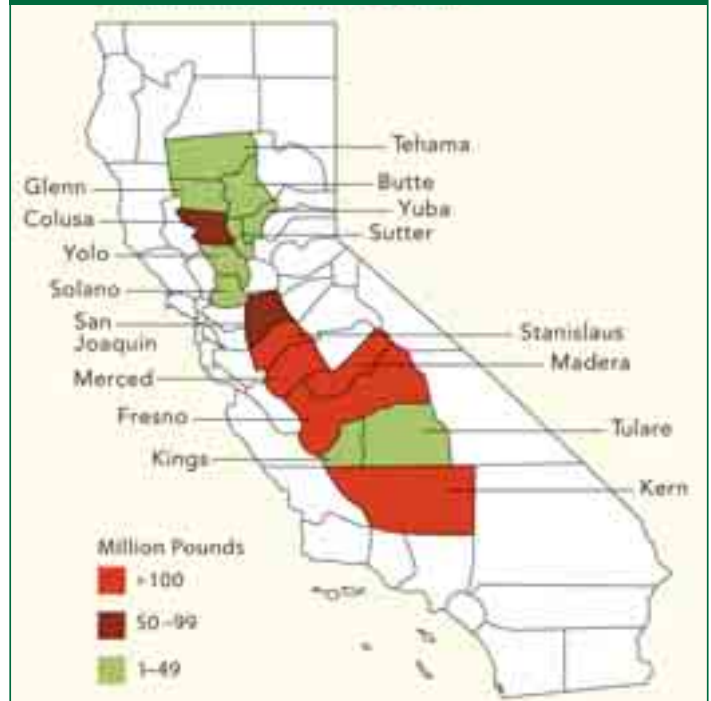 Tehama
Glenn
Butte
Colusa
Yuba
Sutter
Yolo
Solano
San
Joaquin
Stanislaus
Madera
Merced
Fresno
Tulare
Kings
Kern
Million Pounds
>100
50–99
1–49